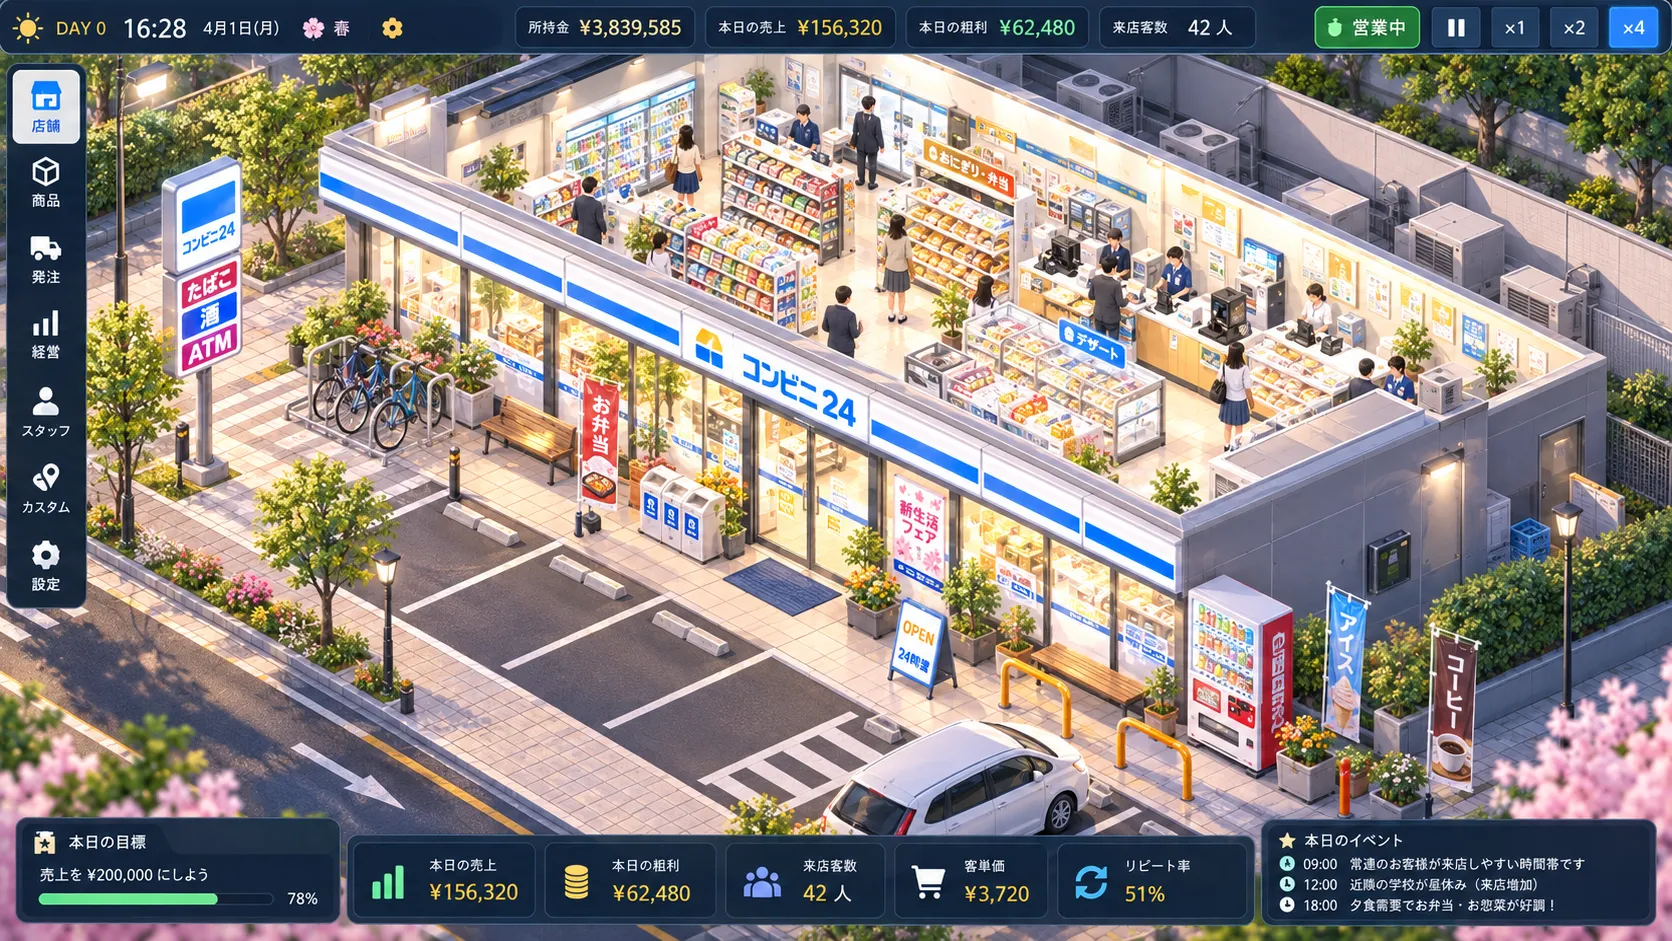 DAY 0
16:28
4月1日(月)
春
所持金 ¥3,839,585
本日の売上 ¥156,320
本日の粗利 ¥62,480
来店客数 42 人
営業中
×1
×2
×4
店舗
商品
発注
経営
スタッフ
カスタム
設定
コンビニ24
たばこ
酒
ATM
おにぎり・弁当
デザート
コンビニ24
お弁当
新生活
フェア
OPEN
アイス
コーヒー
本日の目標
売上を ¥200,000 にしよう
78%
本日の売上
¥156,320
本日の粗利
¥62,480
来店客数
42 人
客単価
¥3,720
リピート率
51%
本日のイベント
09:00 常連のお客様が来店しやすい時間帯です
12:00 近隣の学校が昼休み（来店増加）
18:00 夕食需要でお弁当・お惣菜が好調！